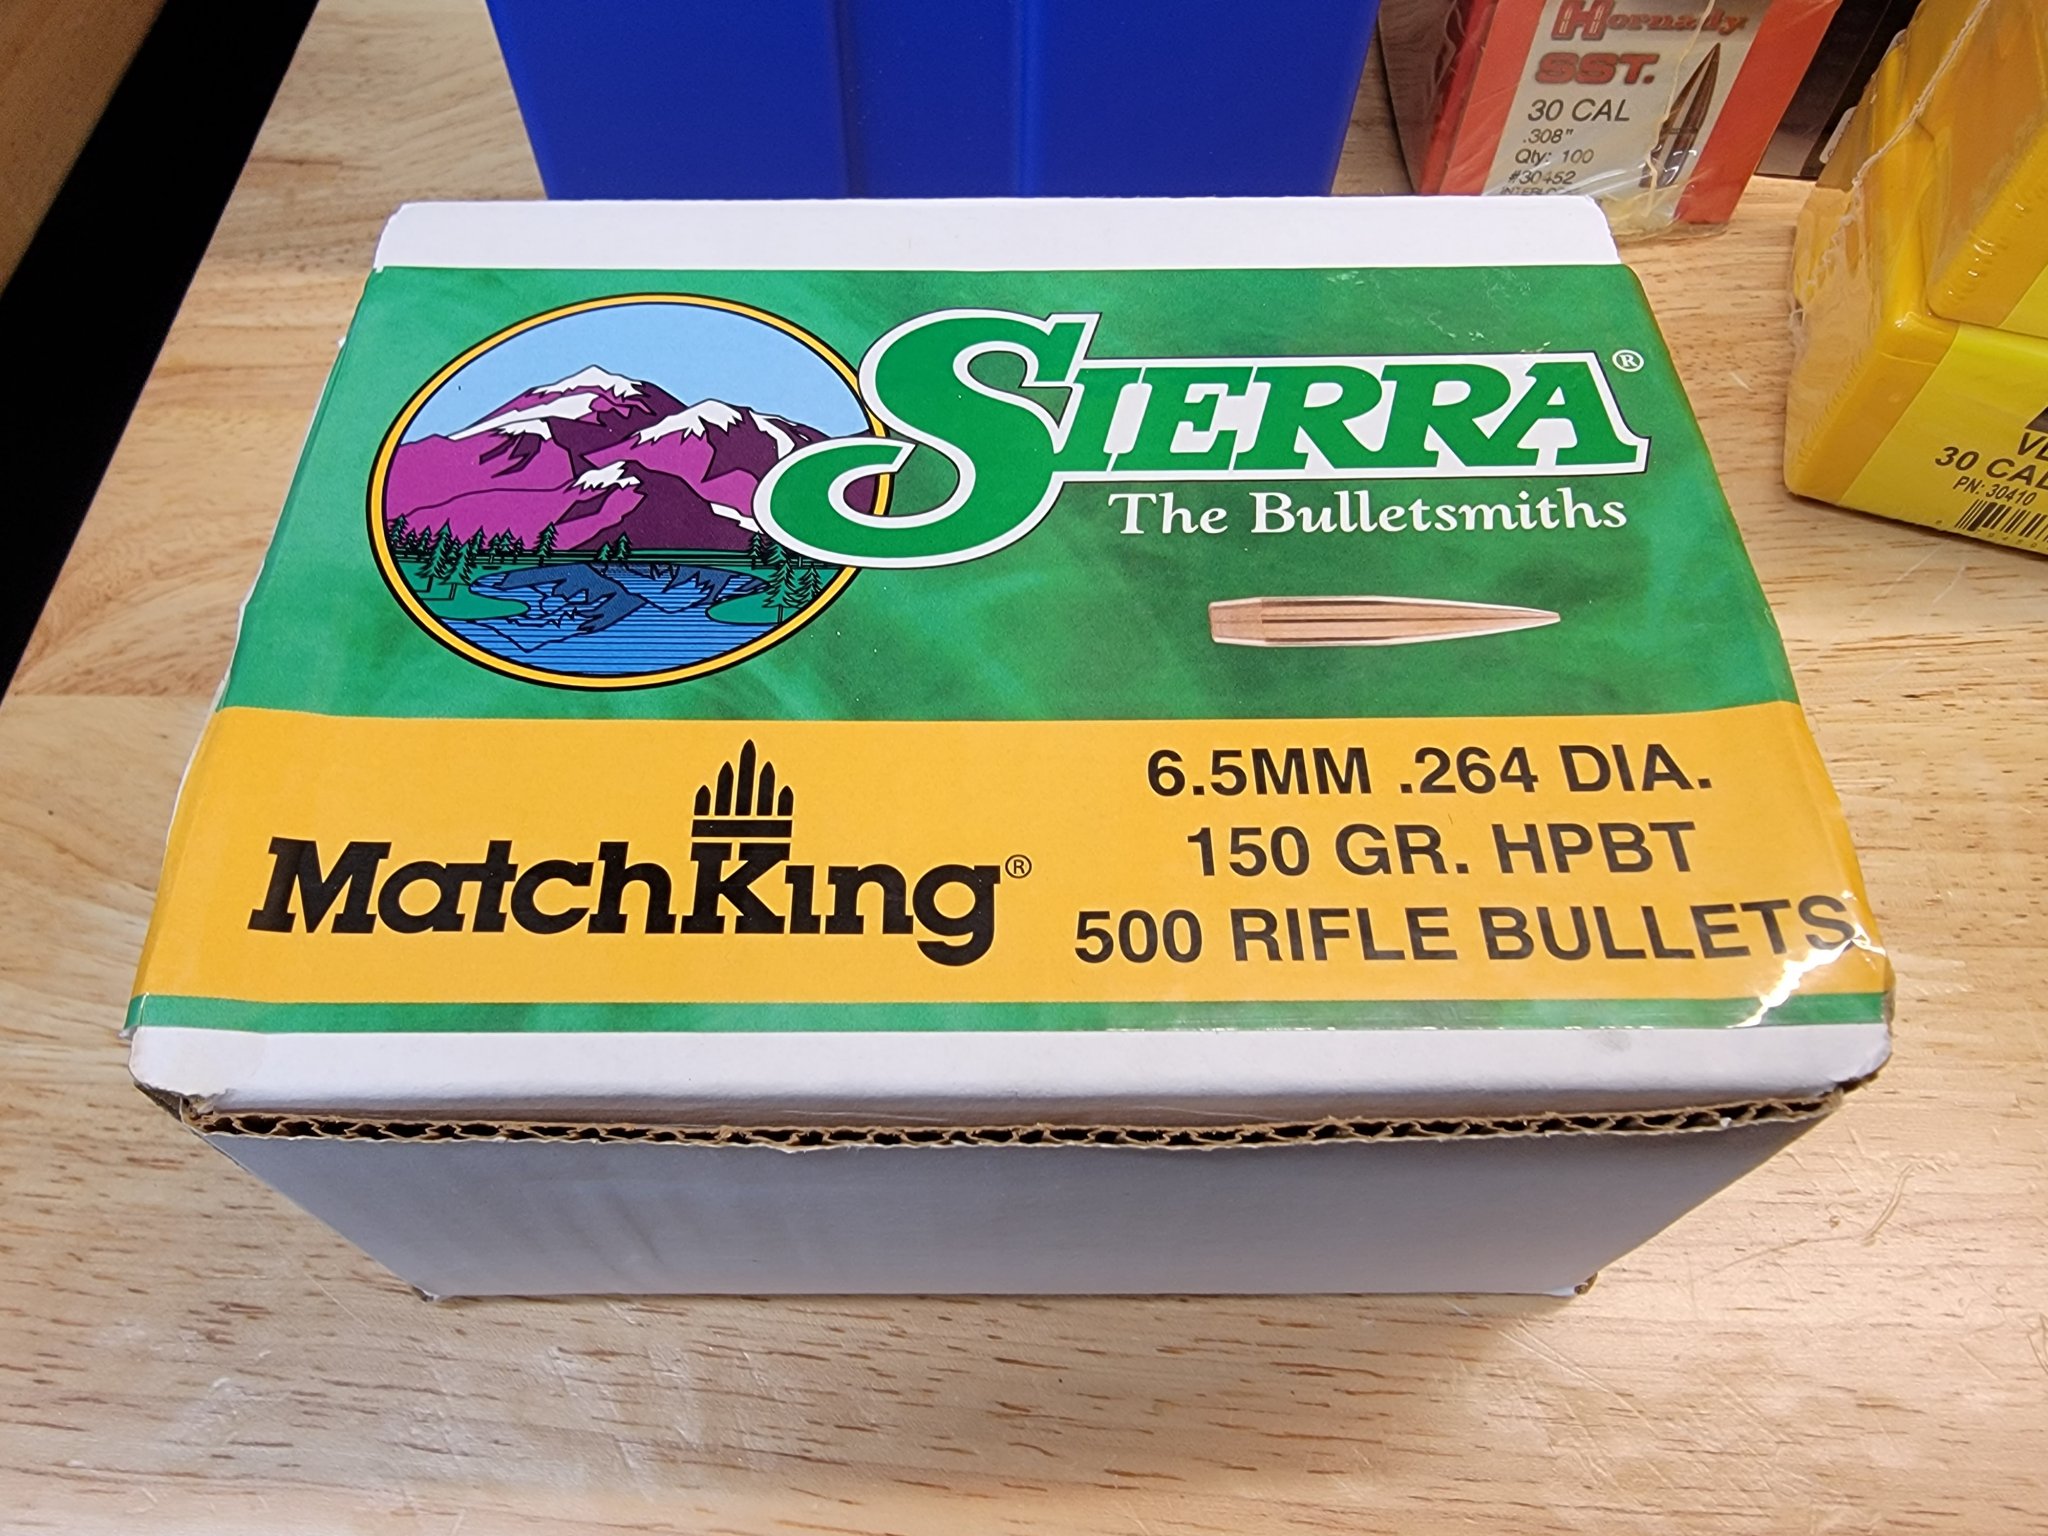 Hornady
SST.
30 CAL
.308"
Qty: 100
#30452
SIERRA®
The Bulletsmiths
30 CAL
PN: 30410
MatchKing®
6.5MM .264 DIA.
150 GR. HPBT
500 RIFLE BULLETS